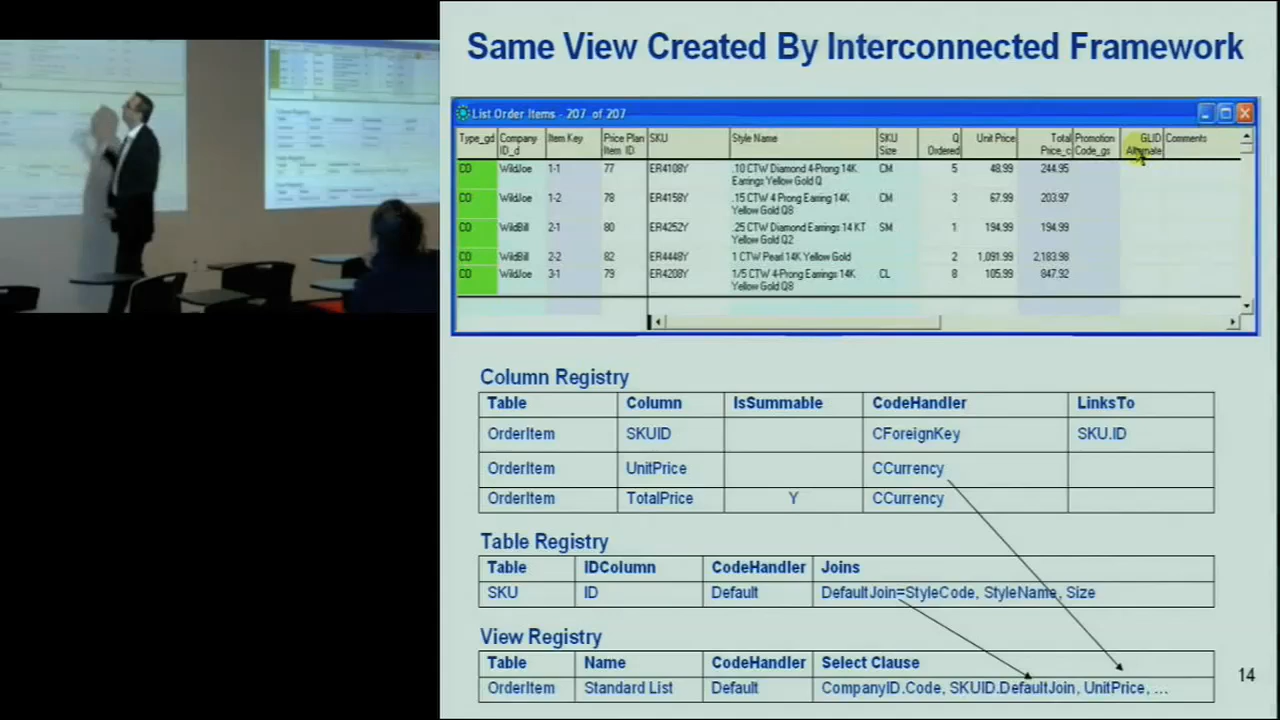 Same View Created By Interconnected Framework
List Order Items - 207 of 207
Type_gd Company ID_d Item Key Price Plan Item ID SKU Style Name SKU Size Q Ordered Unit Price Total Price_c Promotion Code_gs GLID Alternate Comments
CO WildJoe 1-1 77 ER4108Y .10 CTW Diamond 4-Prong 14K Earrings Yellow Gold Q CM 5 48.99 244.95
CO WildJoe 1-2 78 ER4158Y .15 CTW 4 Prong Earring 14K Yellow Gold Q8 CM 3 67.99 203.97
CO WildBill 2-1 80 ER4252Y .25 CTW Diamond Earrings 14 KT Yellow Gold Q2 SM 1 194.99 194.99
CO WildBill 2-2 82 ER4448Y 1 CTW Pearl 14K Yellow Gold 2 1,091.99 2,183.98
CO WildJoe 3-1 79 ER4208Y 1/5 CTW 4-Prong Earrings 14K Yellow Gold Q8 CL 8 105.99 847.92
Column Registry
Table Column IsSummable CodeHandler LinksTo
OrderItem SKUID CForeignKey SKU.ID
OrderItem UnitPrice CCurrency
OrderItem TotalPrice Y CCurrency
Table Registry
Table IDColumn CodeHandler Joins
SKU ID Default DefaultJoin=StyleCode, StyleName, Size
View Registry
Table Name CodeHandler Select Clause
OrderItem Standard List Default CompanyID.Code, SKUID.DefaultJoin, UnitPrice, ...
14